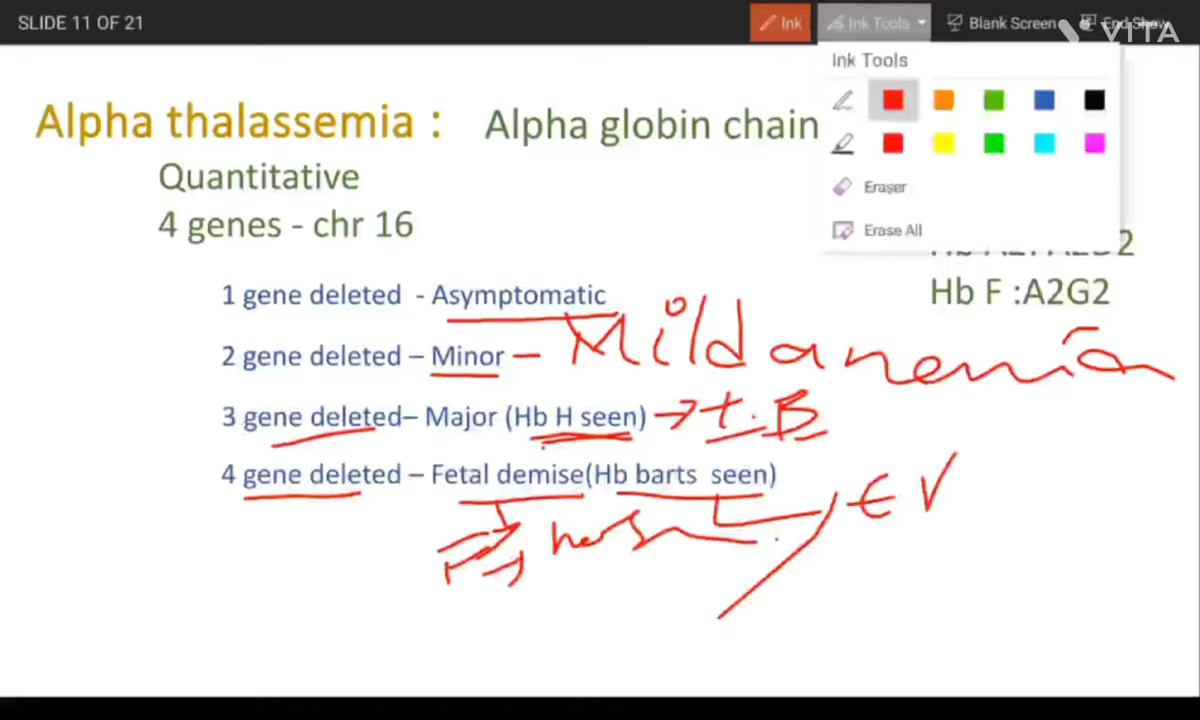 SLIDE 11 OF 21
Ink
Ink Tools
Blank Screen
End Show
VITA
Ink Tools
Eraser
Erase All
Alpha thalassemia : Alpha globin chain
Quantitative
4 genes - chr 16
Hb F :A2G2
1 gene deleted - Asymptomatic
2 gene deleted – Minor – Mild anemia
3 gene deleted– Major (Hb H seen) → t. B
4 gene deleted – Fetal demise(Hb barts seen)